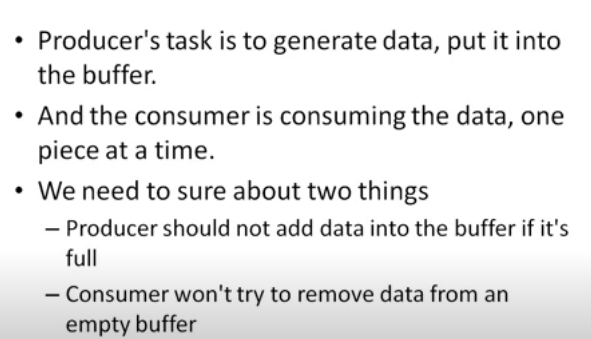 • Producer's task is to generate data, put it into
the buffer.
• And the consumer is consuming the data, one
piece at a time.
• We need to sure about two things
– Producer should not add data into the buffer if it's
full
– Consumer won't try to remove data from an
empty buffer